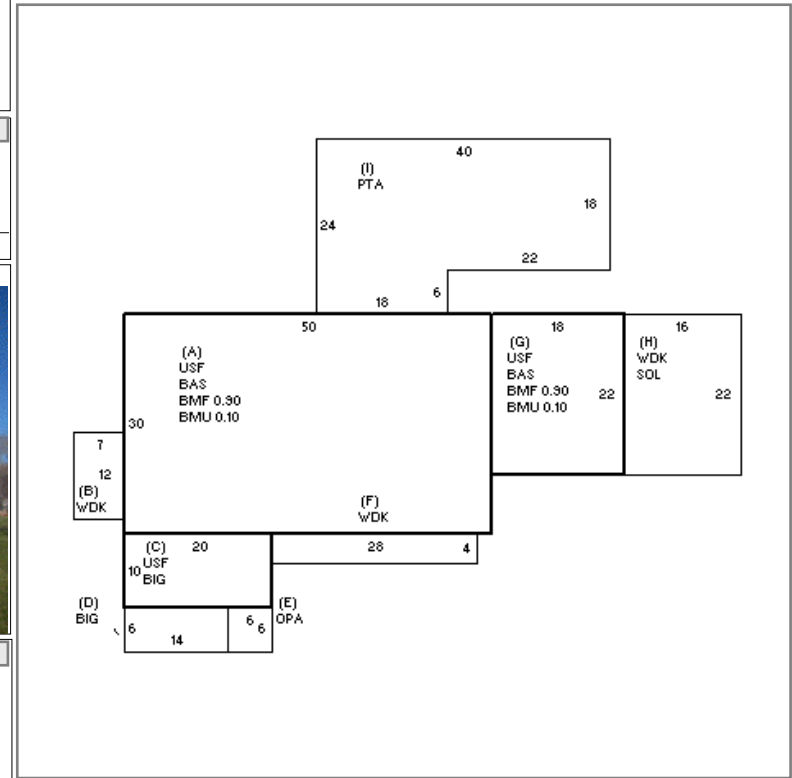 40
(I)
PTA
18
24
22
6
18
50
18
16
(A)
USF
BAS
BMF 0.90
BMU 0.10
(G)
USF
BAS
BMF 0.90
BMU 0.10
22
(H)
WDK
SOL
22
30
7
12
(B)
WDK
(F)
WDK
(C)
USF
BIG
20
10
28
4
(D)
BIG
6
14
6
6
(E)
OPA